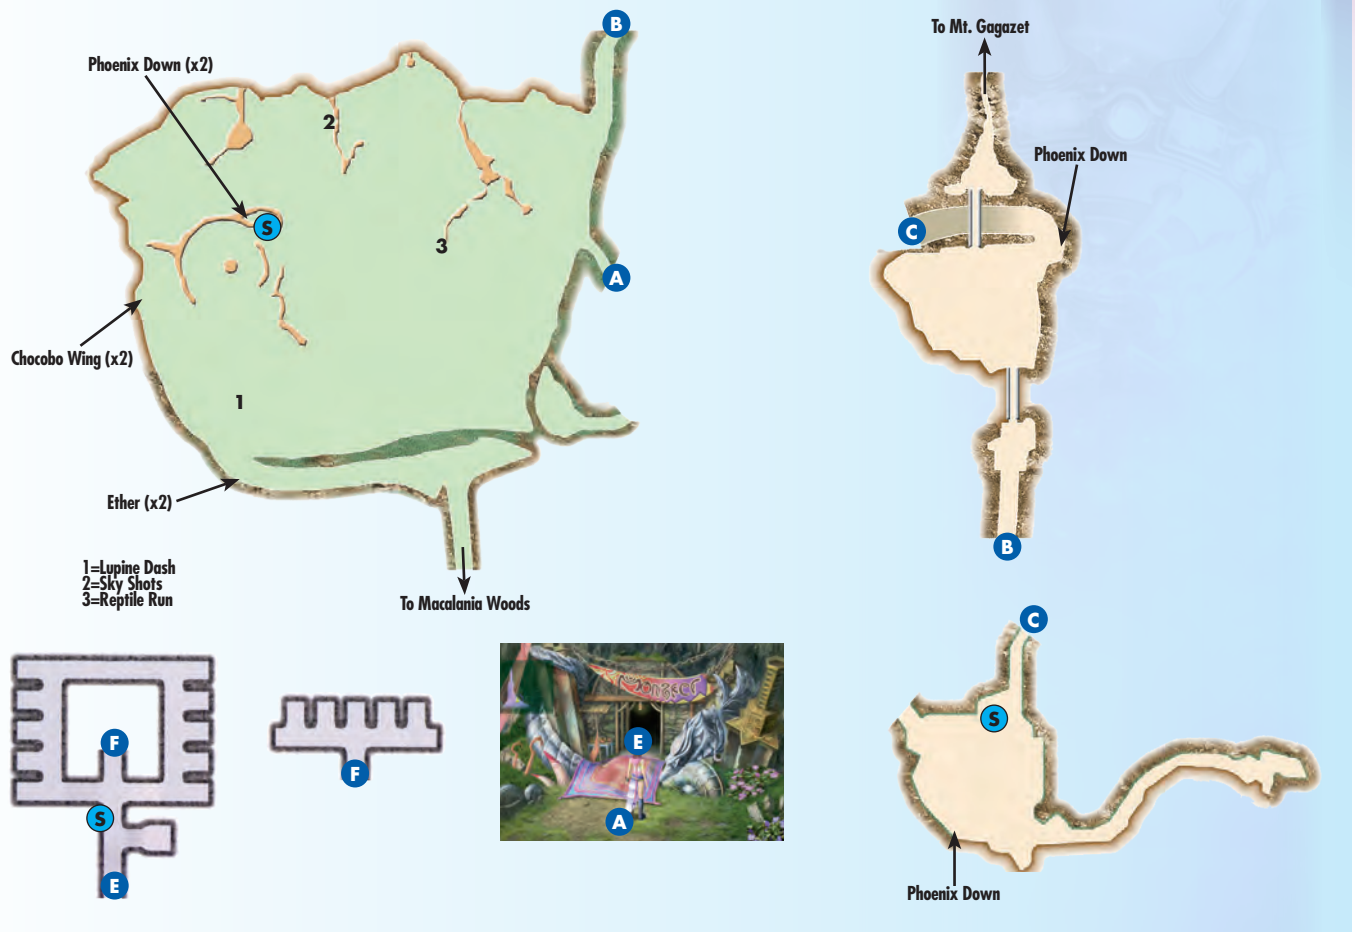 B
To Mt. Gagazet
Phoenix Down (x2)
2
Phoenix Down
S
C
3
A
Chocobo Wing (x2)
1
Ether (x2)
B
1=Lupine Dash
2=Sky Shots
3=Reptile Run
To Macalania Woods
C
S
F
E
F
A
S
E
Phoenix Down